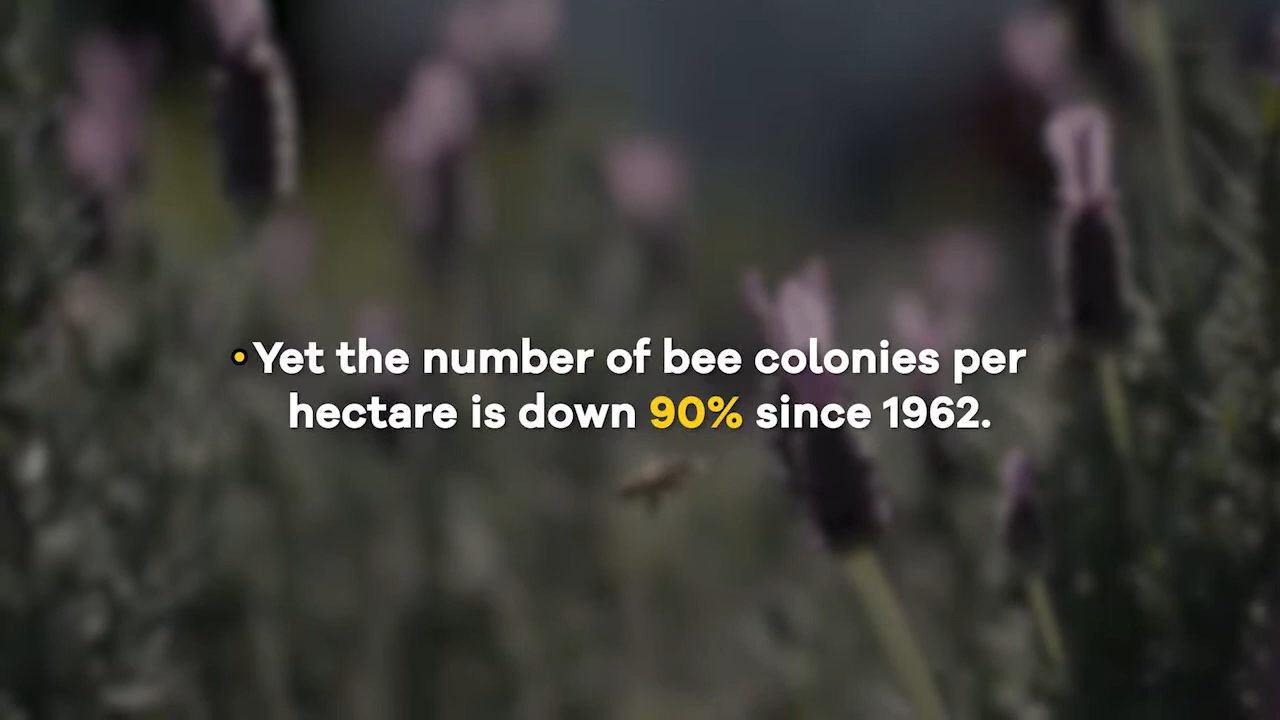 • Yet the number of bee colonies per
hectare is down 90% since 1962.